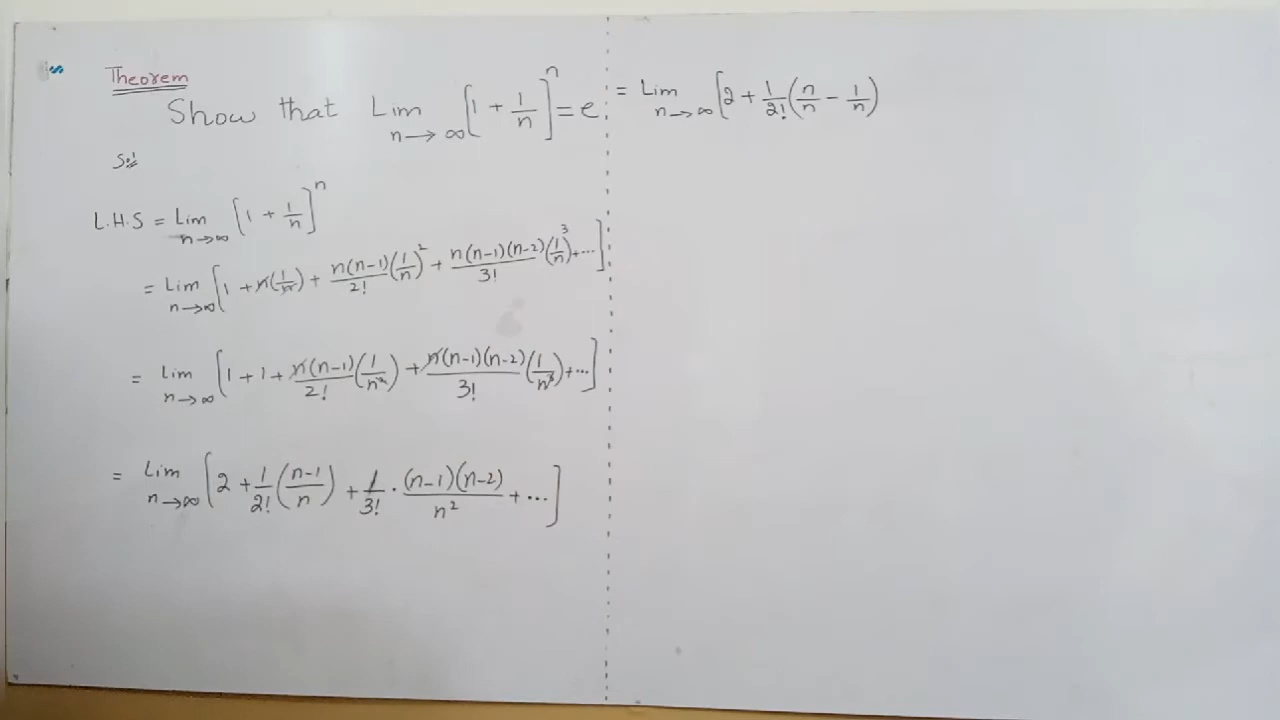 Theorem
Show that Lim n→∞ [1 + 1/n]^n = e
Sol
L.H.S = Lim n→∞ [1 + 1/n]^n
= Lim n→∞ [1 + n(1/n) + n(n-1)/2! (1/n)^2 + n(n-1)(n-2)/3! (1/n)^3 + ...]
= Lim n→∞ [1 + 1 + n(n-1)/2! (1/n^2) + n(n-1)(n-2)/3! (1/n^3) + ...]
= Lim n→∞ [2 + 1/2! (n-1/n) + 1/3! · (n-1)(n-2)/n^2 + ...]
= Lim n→∞ [2 + 1/2! (n/n - 1/n)